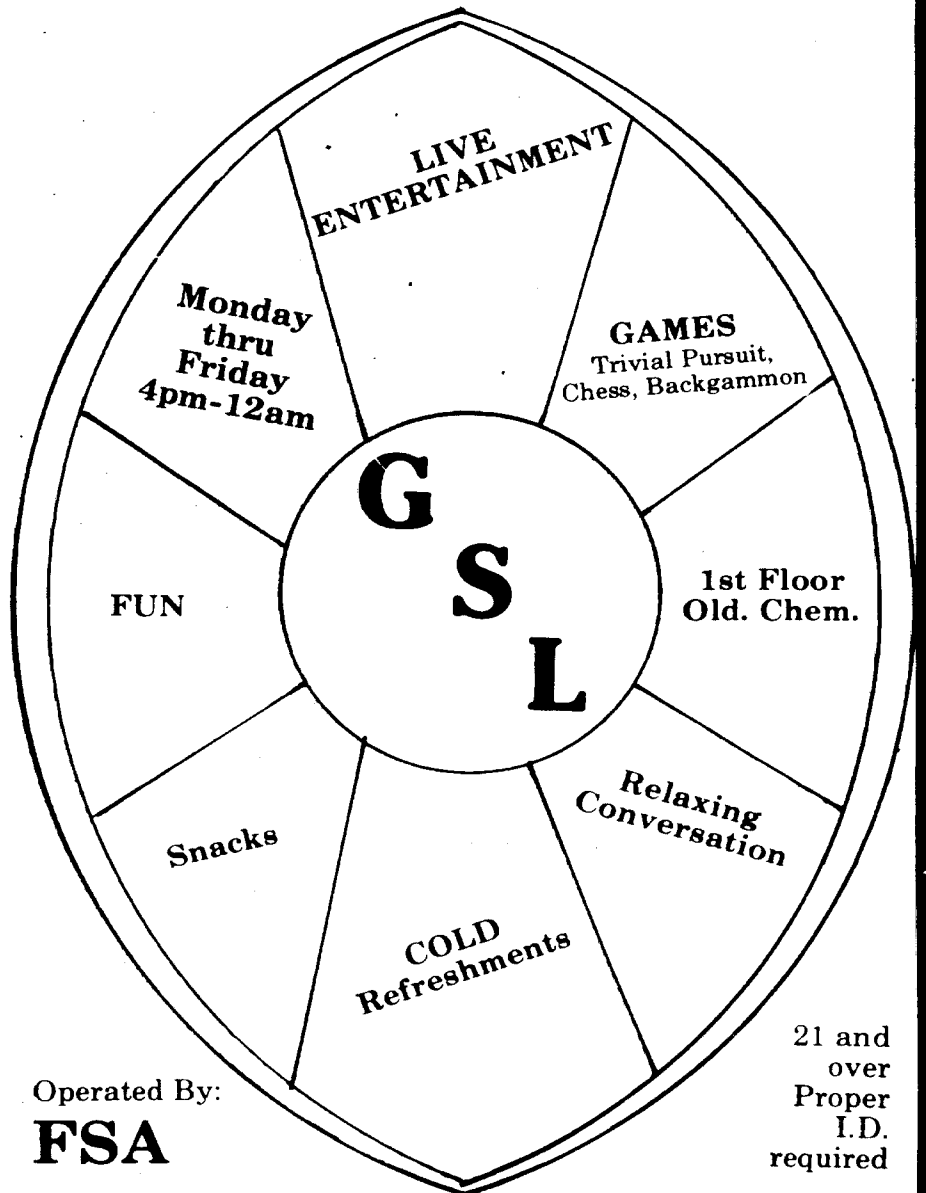 LIVE
ENTERTAINMENT
Monday
thru
Friday
4pm-12am
GAMES
Trivial Pursuit,
Chess, Backgammon
G
S
L
FUN
1st Floor
Old. Chem.
Relaxing
Conversation
Snacks
COLD
Refreshments
Operated By:
FSA
21 and
over
Proper
I.D.
required